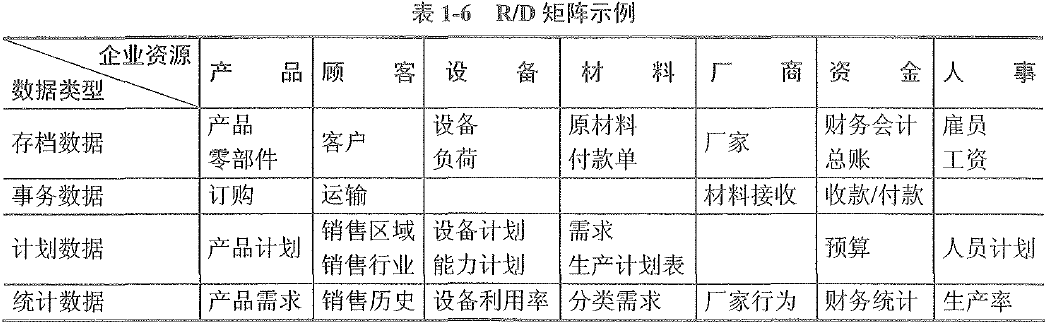 表 1-6 R/D 矩阵示例
企业资源
数据类型
产 品 顾 客 设 备 材 料 厂 商 资 金 人 事
存档数据
产品
零部件
客户
设备
负荷
原材料
付款单
厂家
财务会计
总账
雇员
工资
事务数据 订购 运输 材料接收 收款/付款
计划数据
产品计划
销售区域
销售行业
设备计划
能力计划
需求
生产计划表
预算
人员计划
统计数据 产品需求 销售历史 设备利用率 分类需求 厂家行为 财务统计 生产率